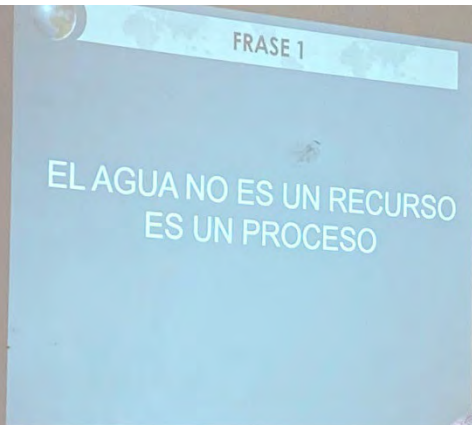 FRASE 1
EL AGUA NO ES UN RECURSO
ES UN PROCESO